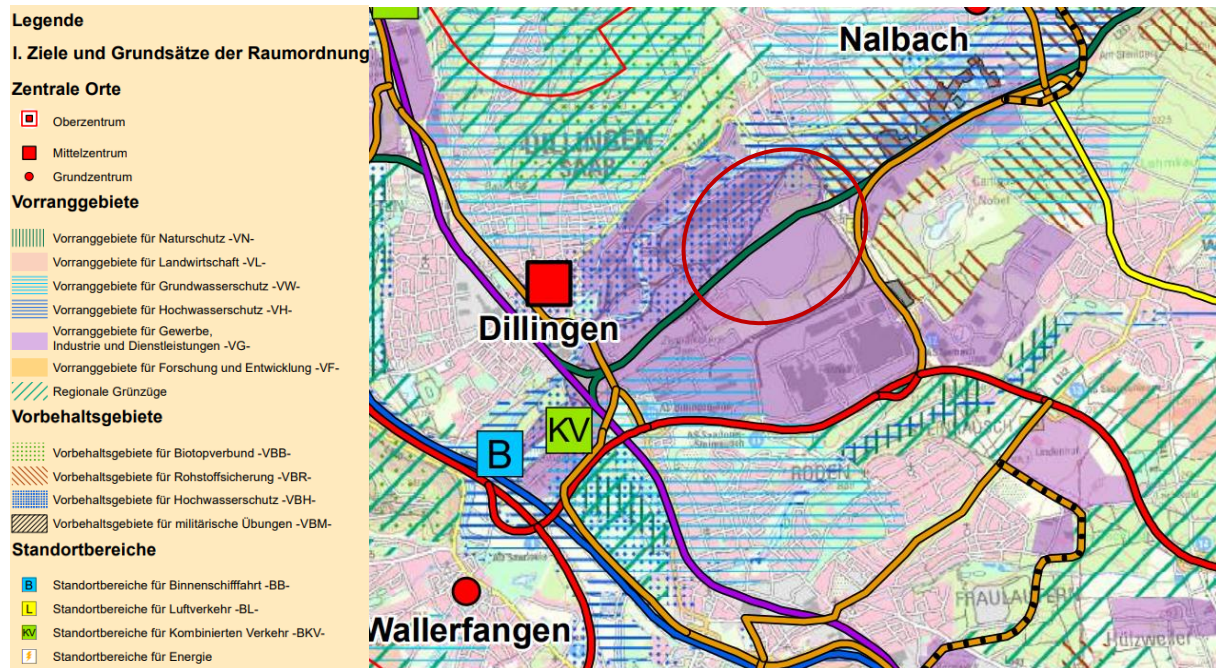 Legende
I. Ziele und Grundsätze der Raumordnung
Zentrale Orte
Oberzentrum
Mittelzentrum
Grundzentrum
Vorranggebiete
Vorranggebiete für Naturschutz -VN-
Vorranggebiete für Landwirtschaft -VL-
Vorranggebiete für Grundwasserschutz -VW-
Vorranggebiete für Hochwasserschutz -VH-
Vorranggebiete für Gewerbe,
Industrie und Dienstleistungen -VG-
Vorranggebiete für Forschung und Entwicklung -VF-
Regionale Grünzüge
Vorbehaltsgebiete
Vorbehaltsgebiete für Biotopverbund -VBB-
Vorbehaltsgebiete für Rohstoffsicherung -VBR-
Vorbehaltsgebiete für Hochwasserschutz -VBH-
Vorbehaltsgebiete für militärische Übungen -VBM-
Standortbereiche
B Standortbereiche für Binnenschifffahrt -BB-
L Standortbereiche für Luftverkehr -BL-
KV Standortbereiche für Kombinierten Verkehr -BKV-
Standortbereiche für Energie
Nalbach
DILLINGEN
SAAR
Dillingen
KV
B
RODEN
FRAULAUTERN
Wallerfangen
Hülzweiler